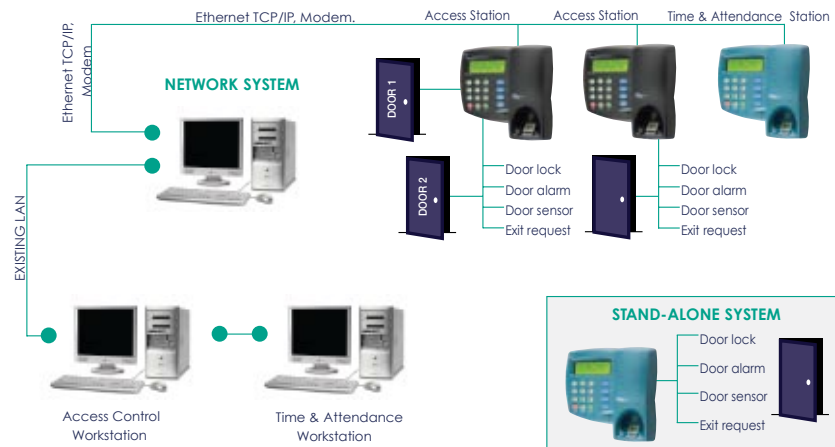 Ethernet TCP/IP, Modem.
Access Station
Access Station
Time & Attendance Station
Ethernet TCP/IP,
Modem
NETWORK SYSTEM
DOOR 1
DOOR 2
Door lock
Door alarm
Door sensor
Exit request
Door lock
Door alarm
Door sensor
Exit request
EXISTING LAN
Access Control
Workstation
Time & Attendance
Workstation
STAND-ALONE SYSTEM
Door lock
Door alarm
Door sensor
Exit request